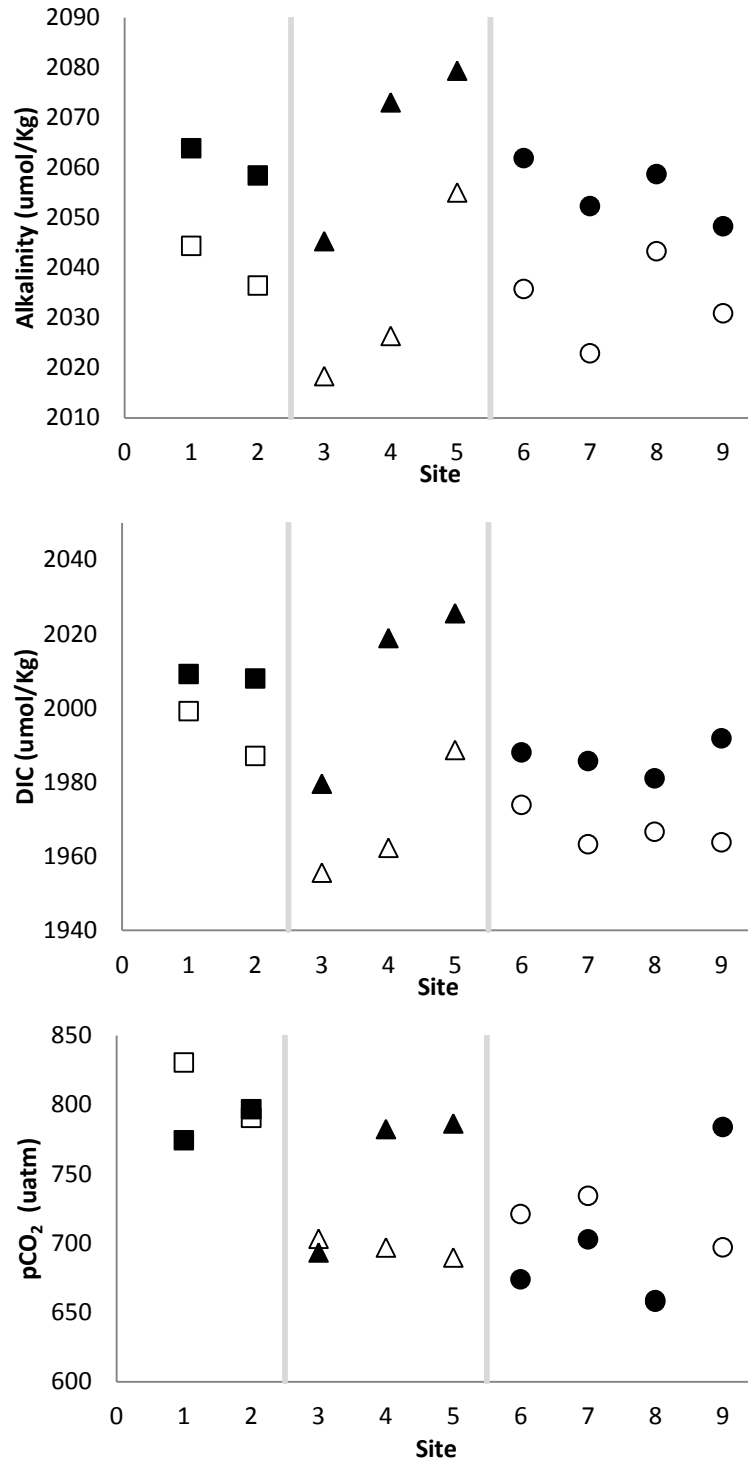 2090
2080
2070
2060
2050
2040
2030
2020
2010
Alkalinity (umol/Kg)
0 1 2 3 4 5 6 7 8 9
Site
2040
2020
2000
1980
1960
1940
DIC (umol/Kg)
0 1 2 3 4 5 6 7 8 9
Site
850
800
750
700
650
600
pCO₂ (uatm)
0 1 2 3 4 5 6 7 8 9
Site